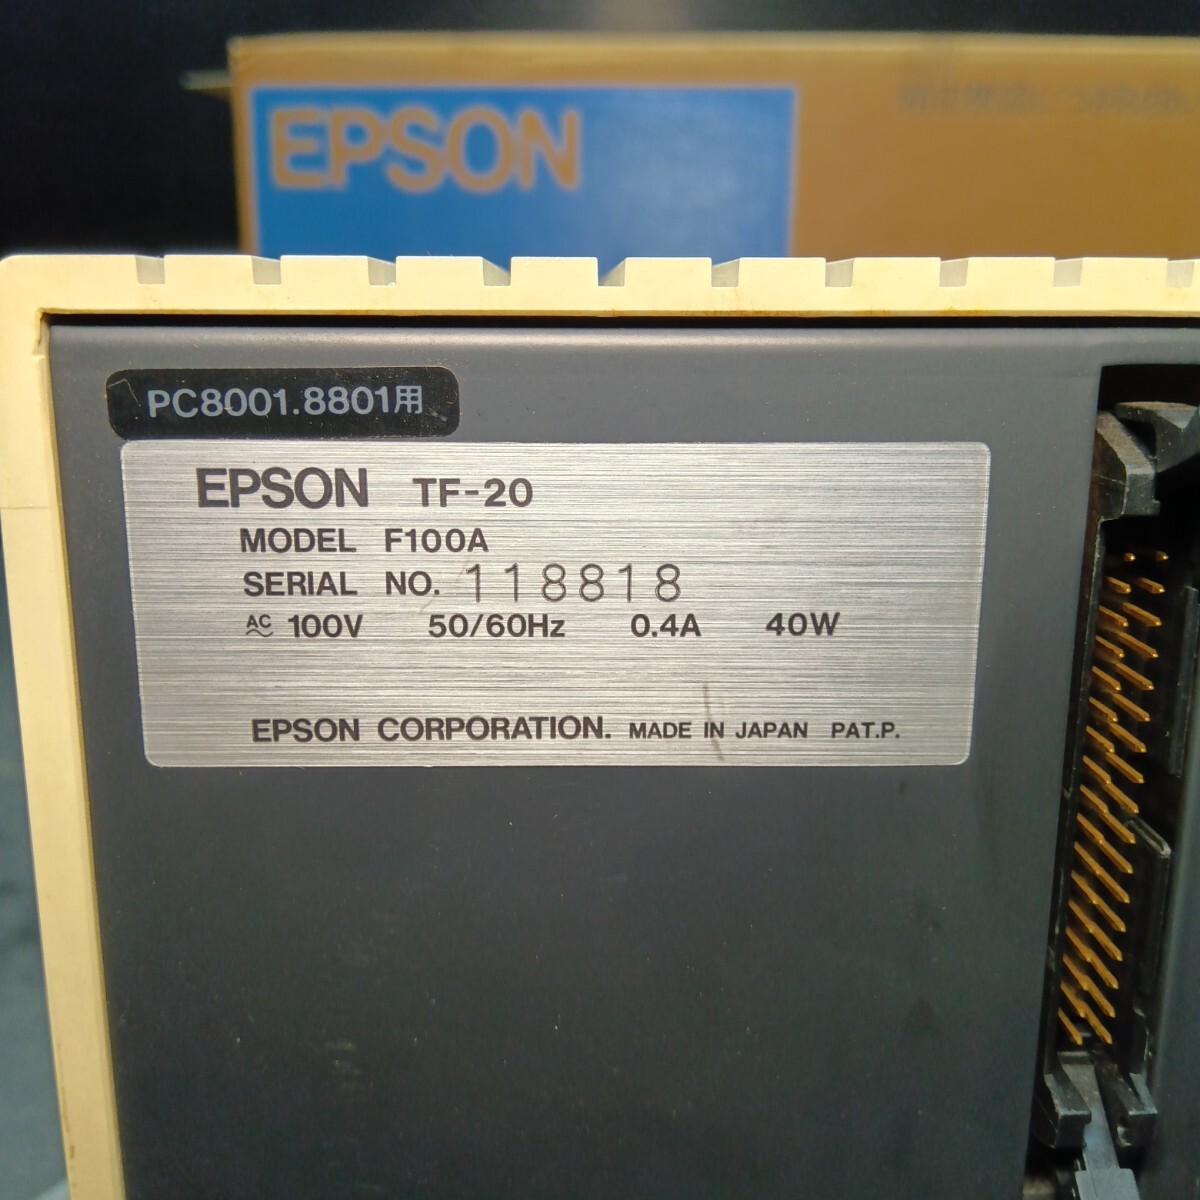 EPSON
PC8001.8801用
EPSON TF-20
MODEL F100A
SERIAL NO. 118818
AC 100V 50/60Hz 0.4A 40W
EPSON CORPORATION. MADE IN JAPAN PAT.P.